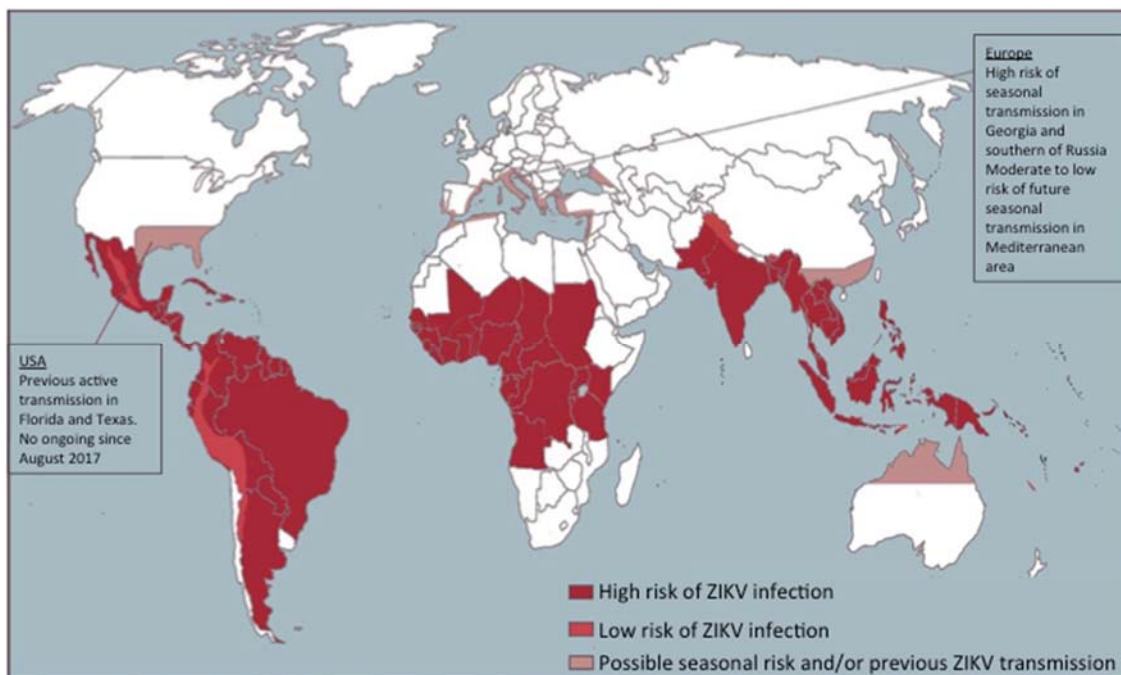 Europe
High risk of
seasonal
transmission in
Georgia and
southern of Russia
Moderate to low
risk of future
seasonal
transmission in
Mediterranean
area
USA
Previous active
transmission in
Florida and Texas.
No ongoing since
August 2017
High risk of ZIKV infection
Low risk of ZIKV infection
Possible seasonal risk and/or previous ZIKV transmission